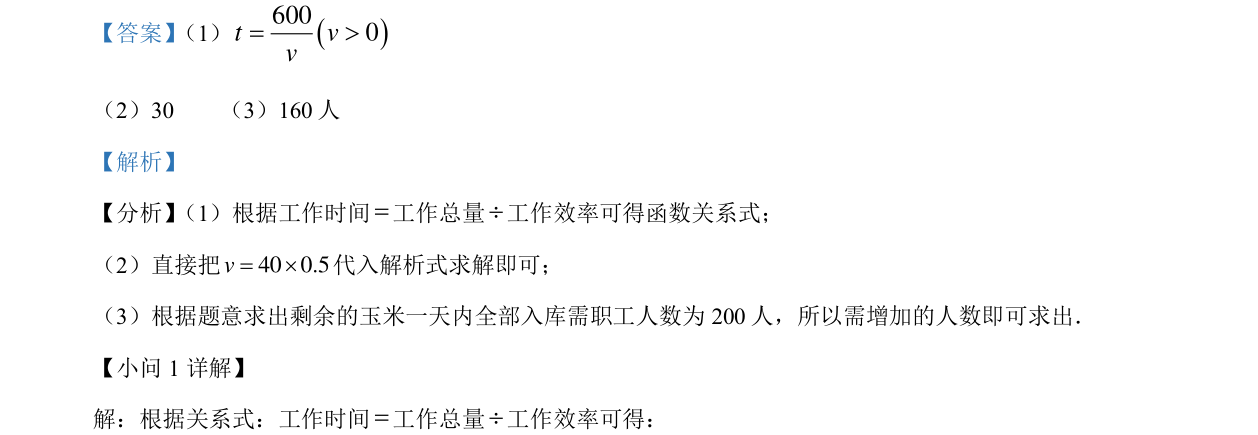 【答案】（1）t = 600/v (v > 0)
（2）30 （3）160 人
【解析】
【分析】（1）根据工作时间＝工作总量÷工作效率可得函数关系式；
（2）直接把 v = 40×0.5 代入解析式求解即可；
（3）根据题意求出剩余的玉米一天内全部入库需职工人数为 200 人，所以需增加的人数即可求出．
【小问 1 详解】
解：根据关系式：工作时间＝工作总量÷工作效率可得：